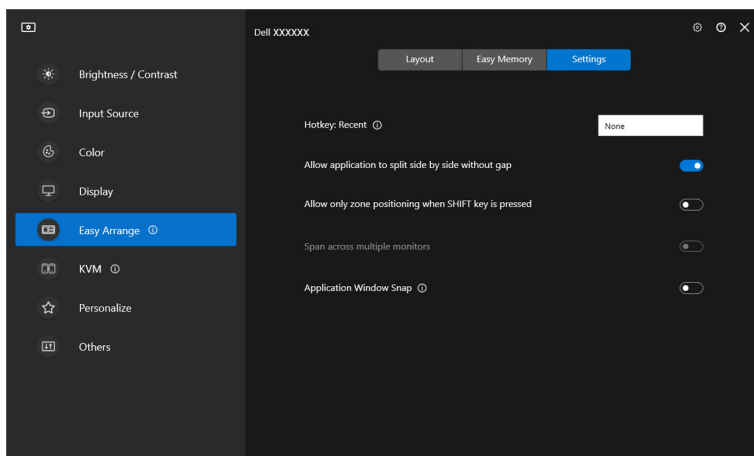 Dell XXXXXX
Layout
Easy Memory
Settings
Brightness / Contrast
Input Source
Color
Display
Easy Arrange
KVM
Personalize
Others
Hotkey: Recent
None
Allow application to split side by side without gap
Allow only zone positioning when SHIFT key is pressed
Span across multiple monitors
Application Window Snap